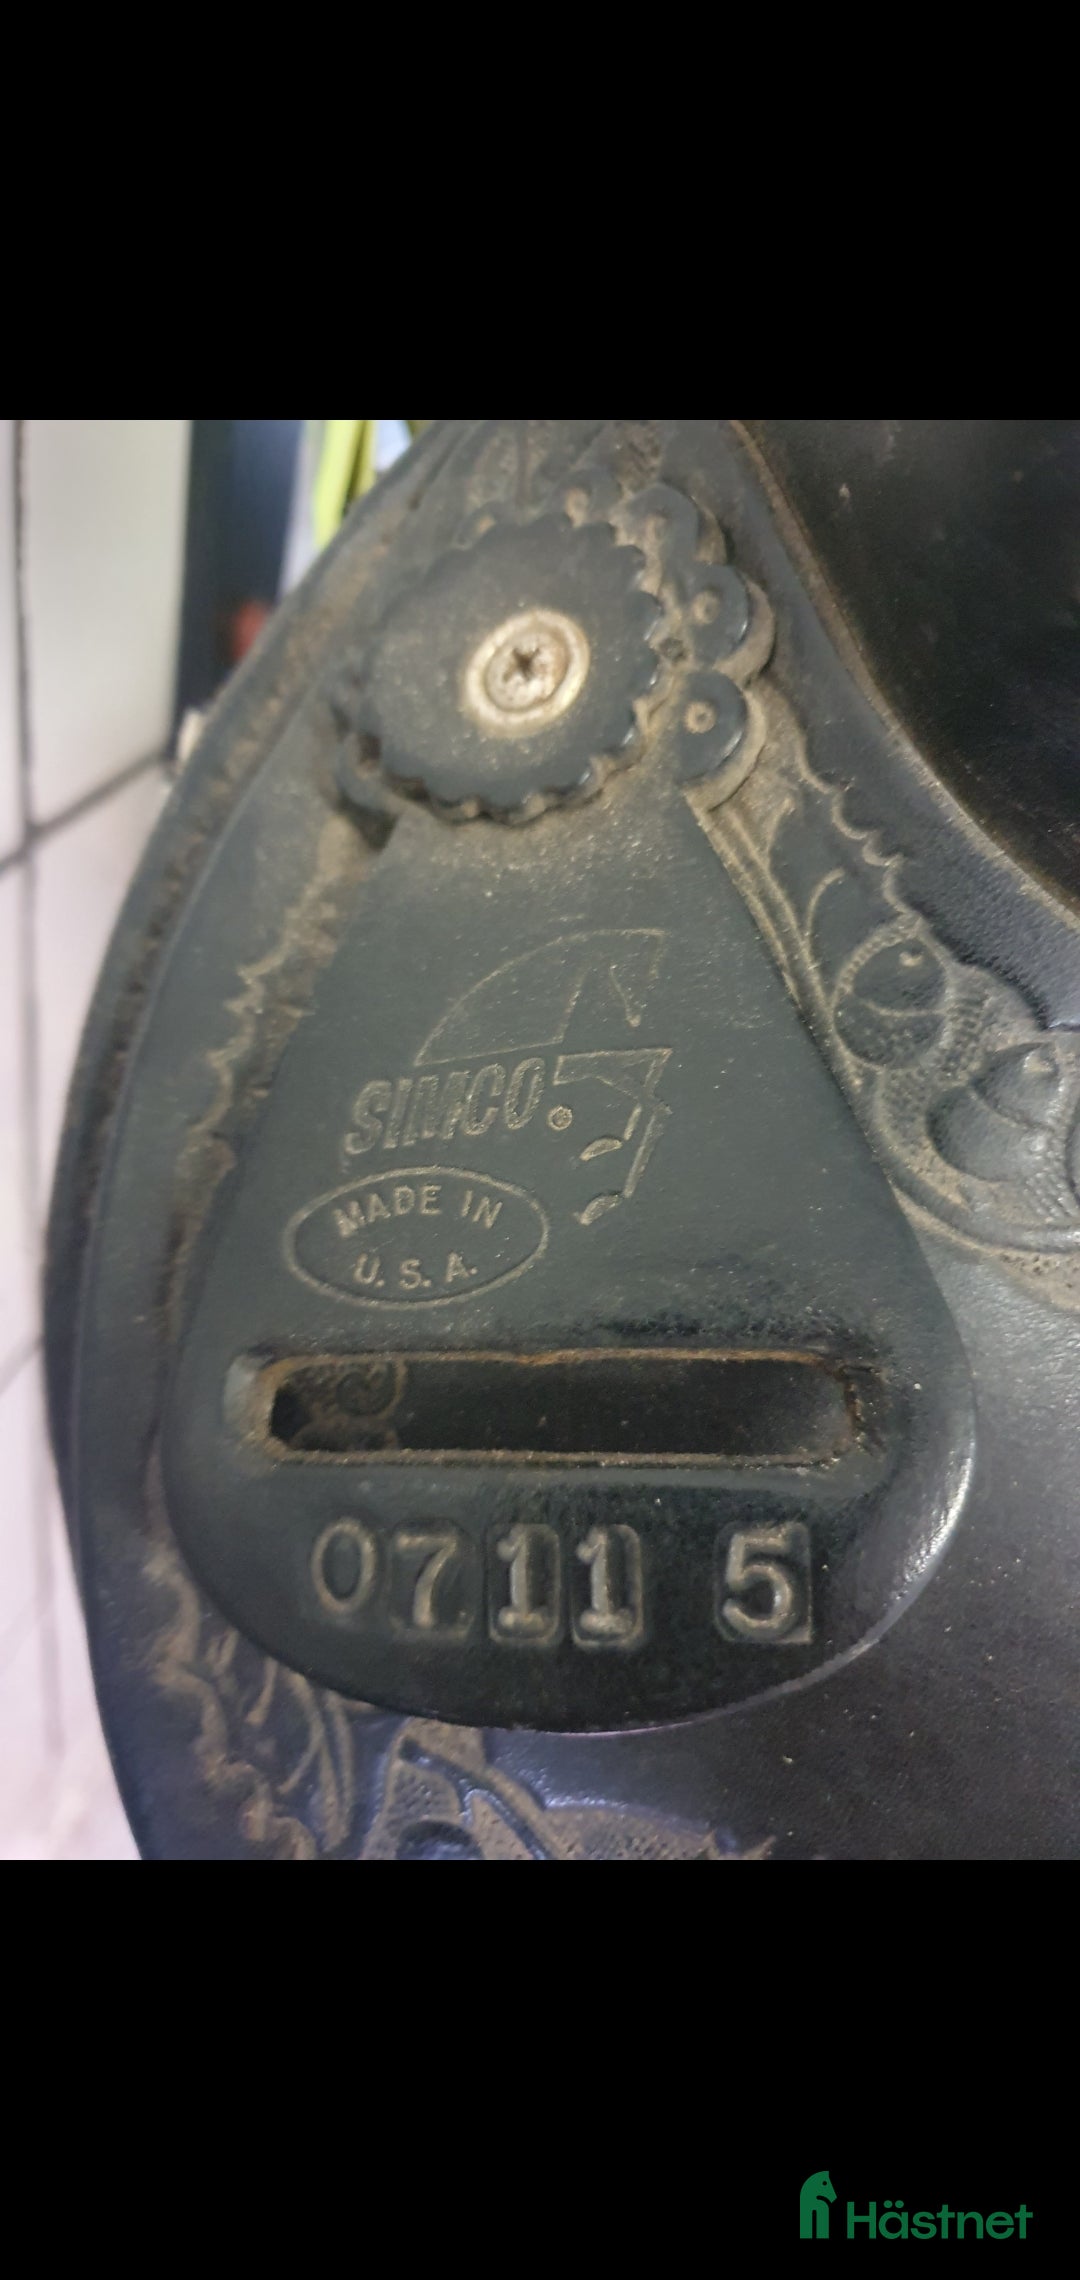 SIMCO
MADE IN
U. S. A.
0711 5
Hästnet